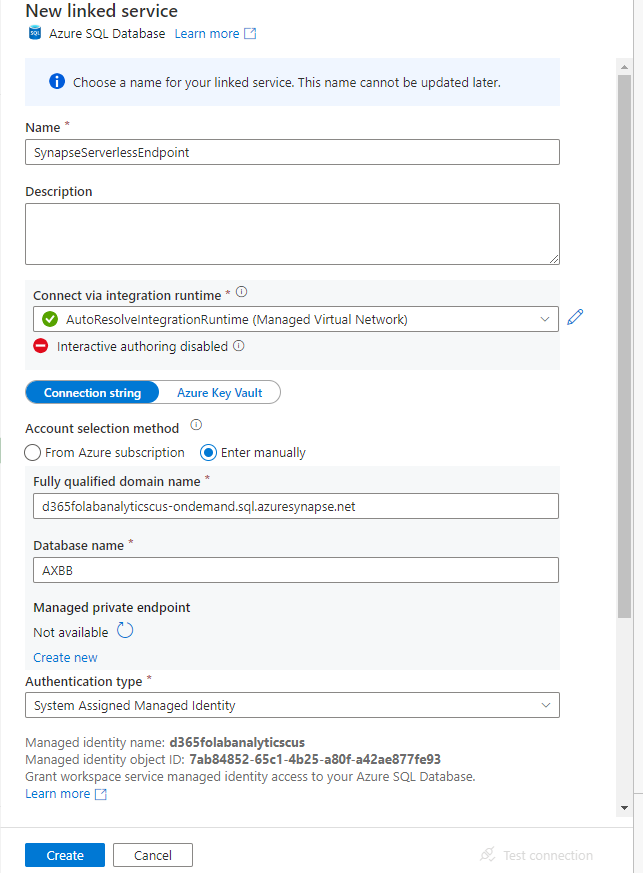 New linked service
SQL
Azure SQL Database Learn more
Choose a name for your linked service. This name cannot be updated later.
Name *
SynapseServerlessEndpoint
Description
Connect via integration runtime *
AutoResolveIntegrationRuntime (Managed Virtual Network)
Interactive authoring disabled
Connection string Azure Key Vault
Account selection method
From Azure subscription Enter manually
Fully qualified domain name *
d365folabanalyticscus-ondemand.sql.azuresynapse.net
Database name *
AXBB
Managed private endpoint
Not available
Create new
Authentication type *
System Assigned Managed Identity
Managed identity name: d365folabanalyticscus
Managed identity object ID: 7ab84852-65c1-4b25-a80f-a42ae877fe93
Grant workspace service managed identity access to your Azure SQL Database.
Learn more
Create Cancel Test connection